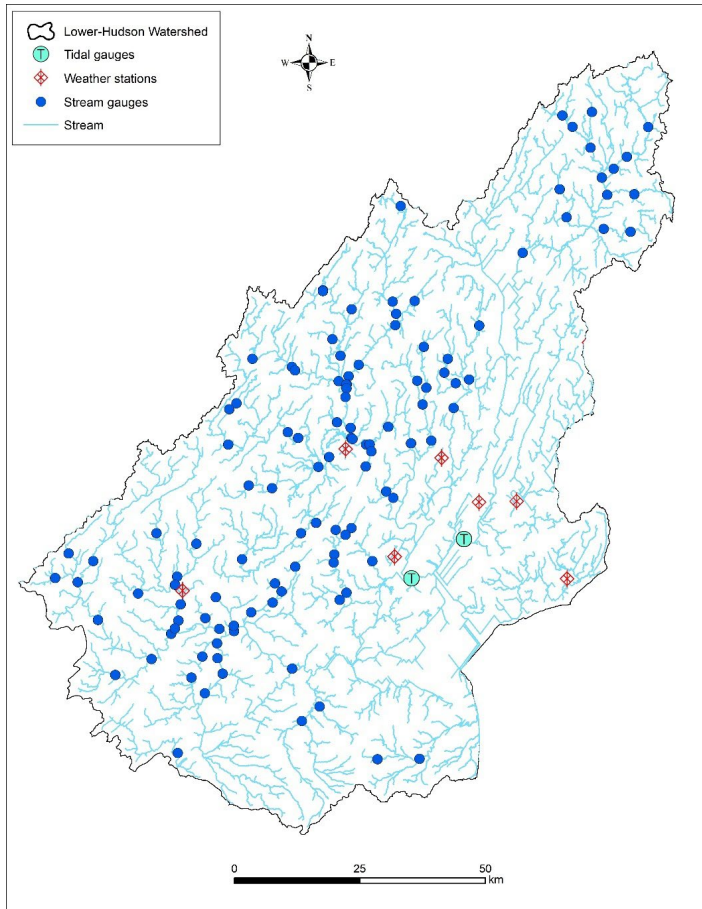 Lower-Hudson Watershed
T Tidal gauges
Weather stations
Stream gauges
Stream
N
W E
S
T
T
0 25 50
km